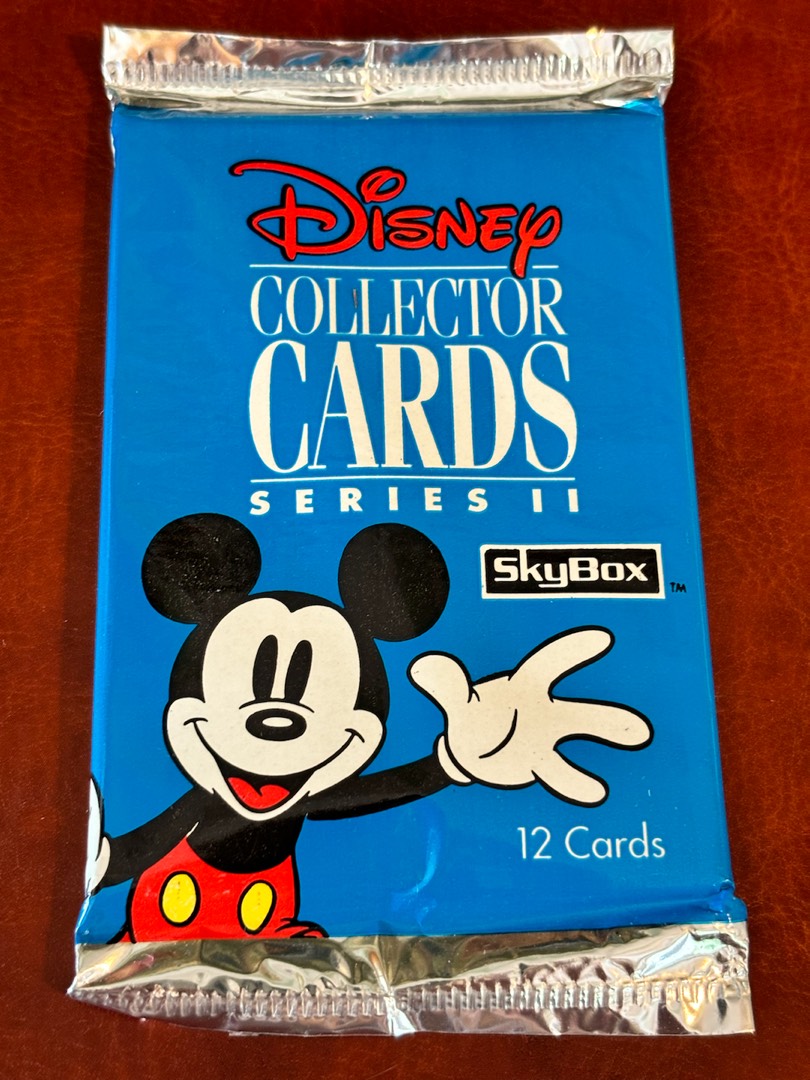 Disney
COLLECTOR
CARDS
SERIES II
SkyBox TM
12 Cards